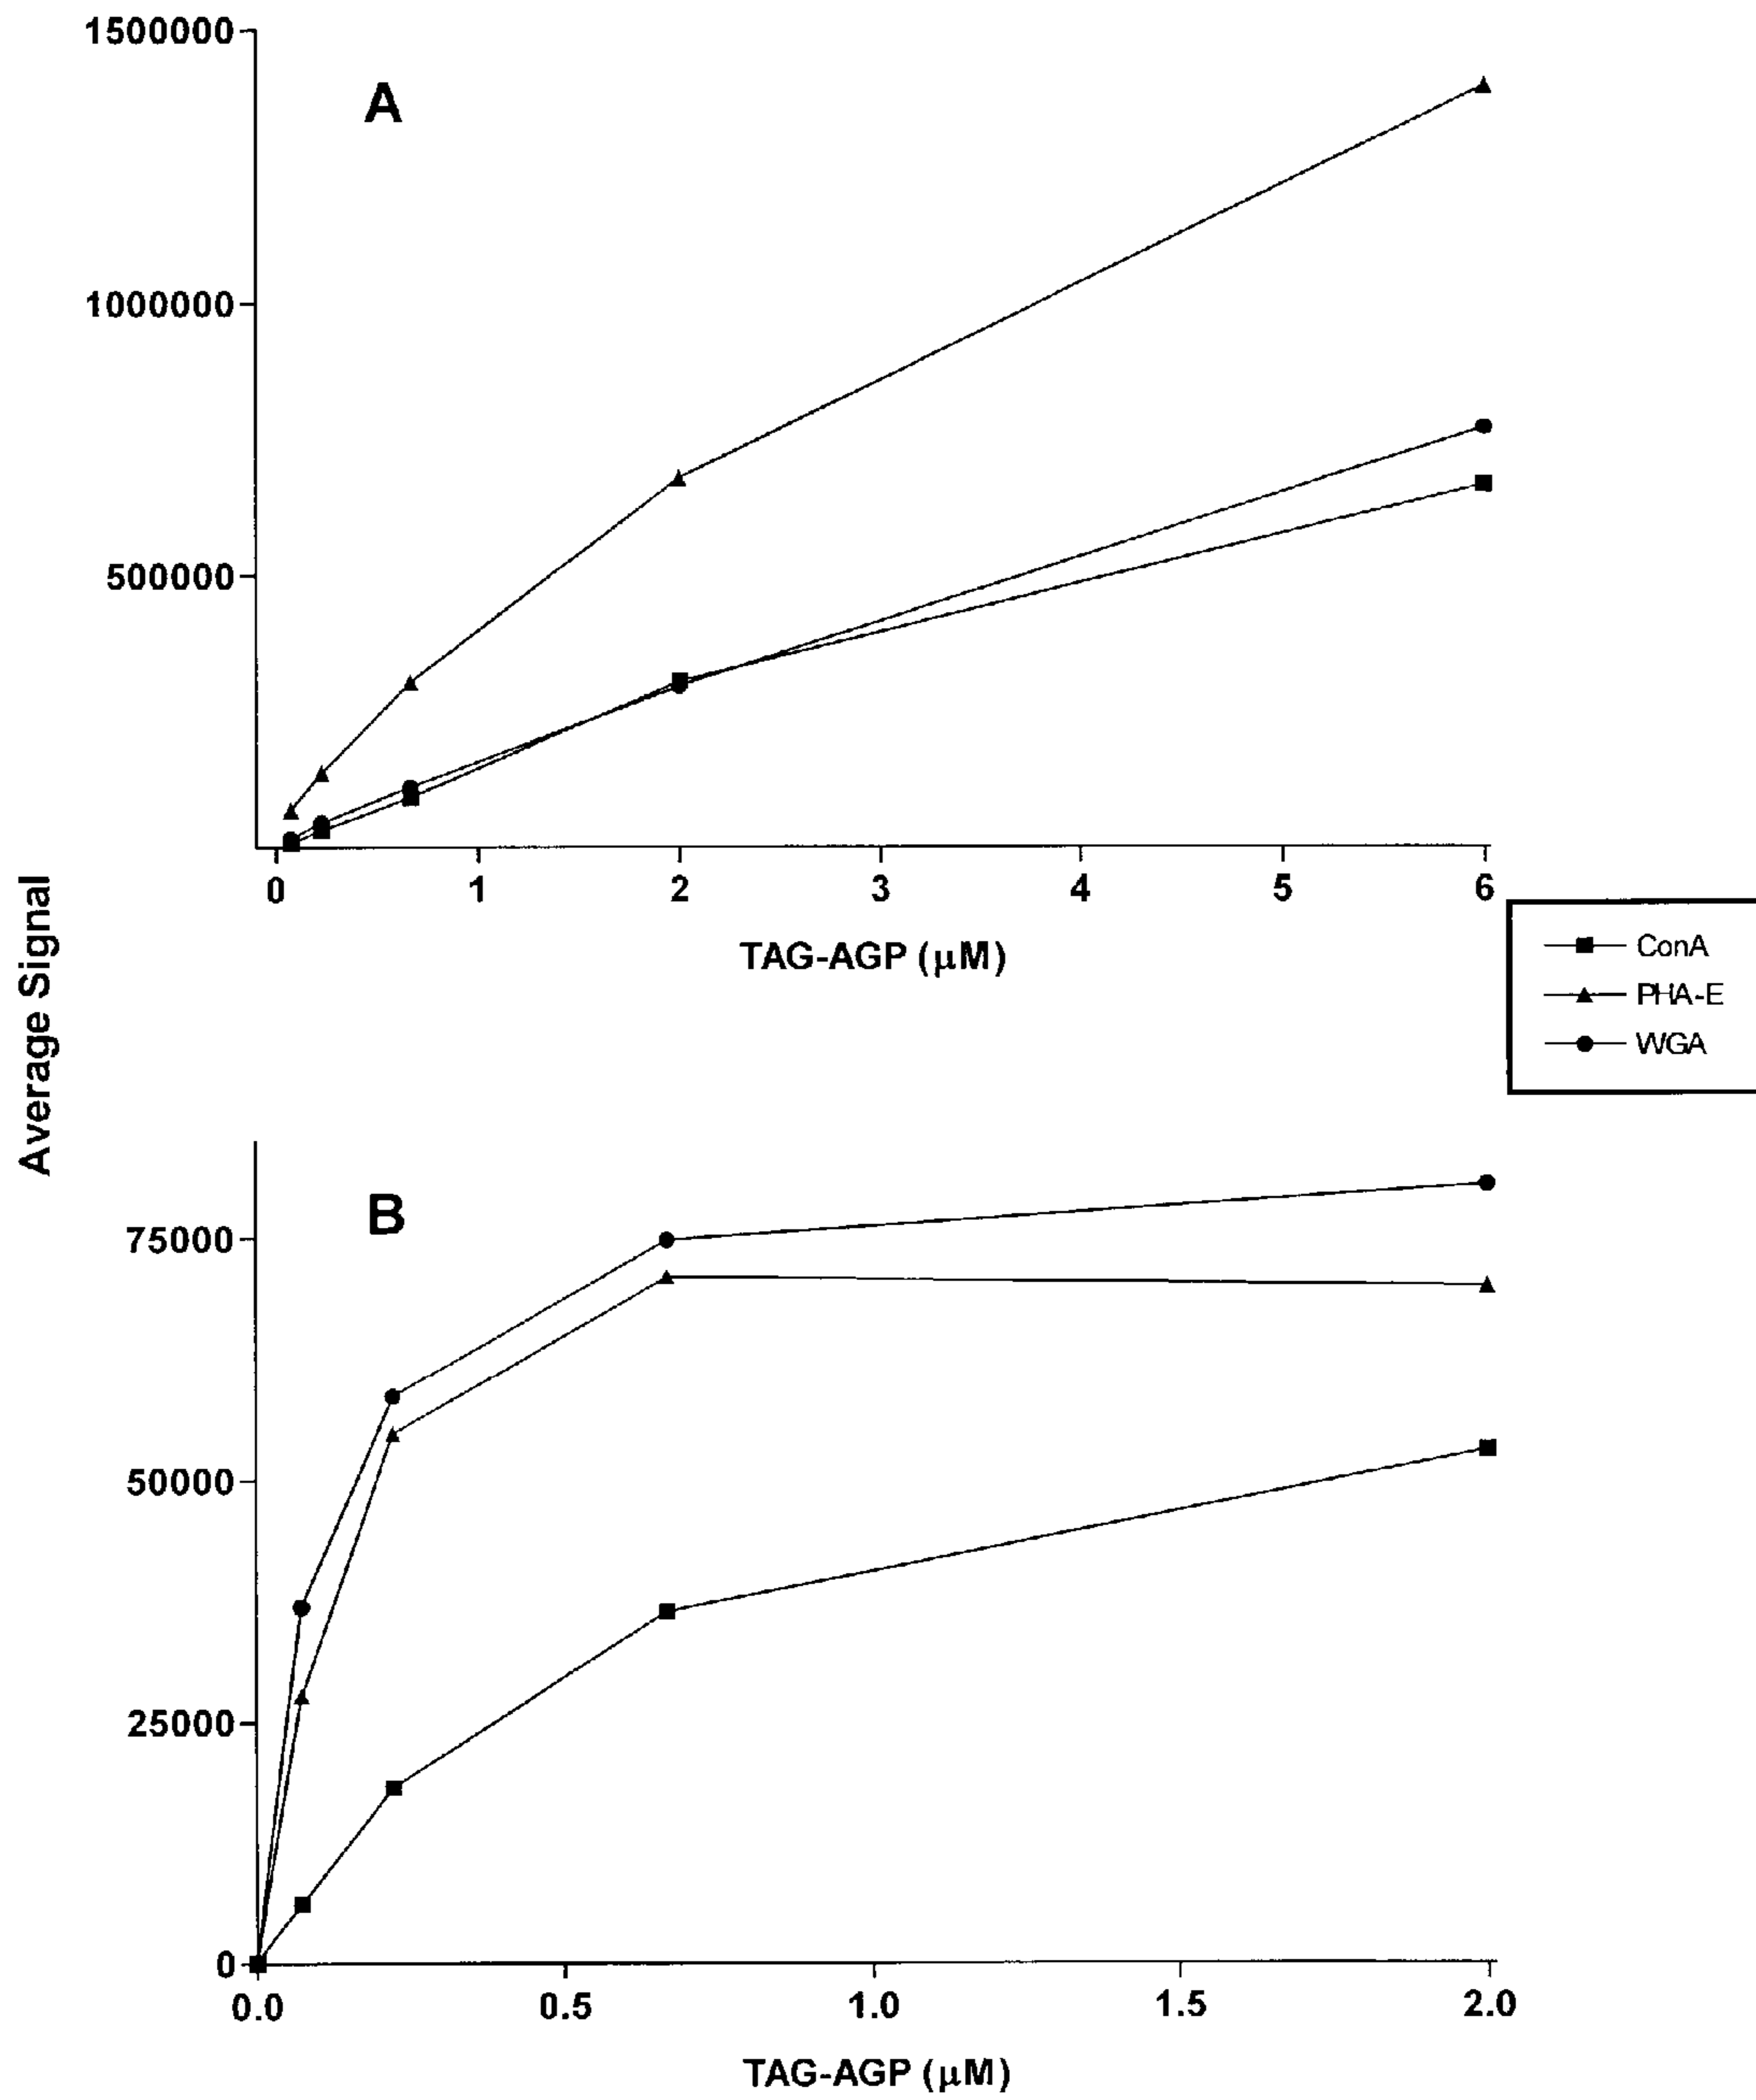 1500000
A
1000000
500000
0 1 2 3 4 5 6
TAG-AGP (μM)
Average Signal
ConA
PHA-E
WGA
B
75000
50000
25000
0
0.0 0.5 1.0 1.5 2.0
TAG-AGP (μM)